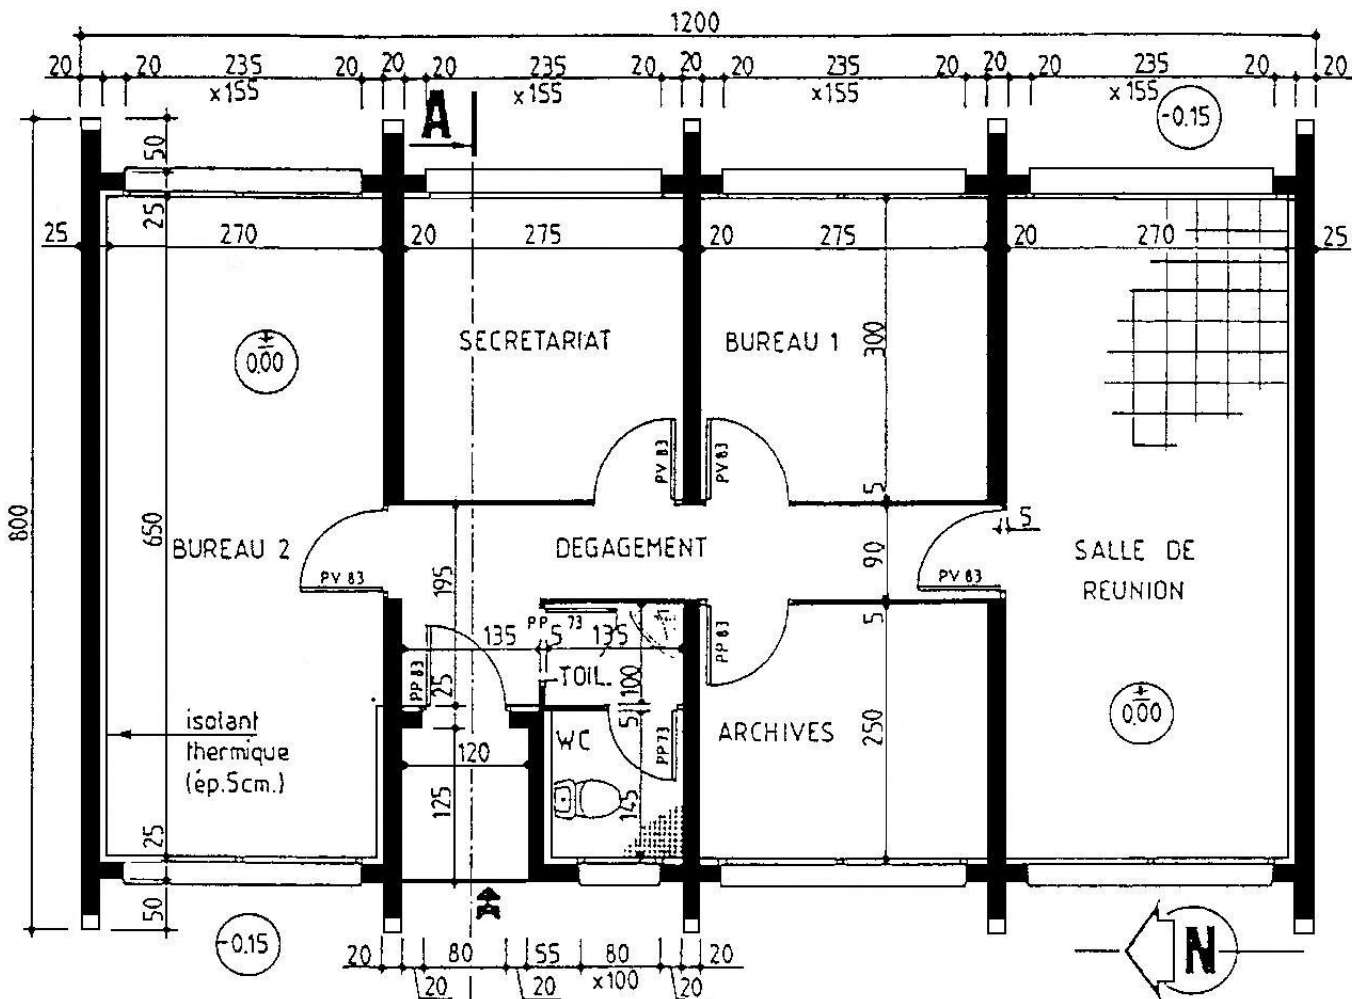 1200
20 20 235 20 20 20 235 20 20 20 235 20 20 20 235 20 20
x155 x155 x155 x155
A
-0.15
50
25
25 270 20 275 20 275 20 270 25
SECRETARIAT
BUREAU 1
300
+
0.00
PV 83
PV 83
5
800
650
BUREAU 2
DEGAGEMENT
90
5
SALLE DE
REUNION
PV 83
PV 83
195
PP 73
5
135 5 135
PP 83
PP 83
25
TOIL.
100
+
0.00
isolant
thermique
(ép.5cm.)
5
WC
PP 73
ARCHIVES
250
120
125
145
25
50
A
-0.15
N
20 80 55 80 20
x100
20 20 20